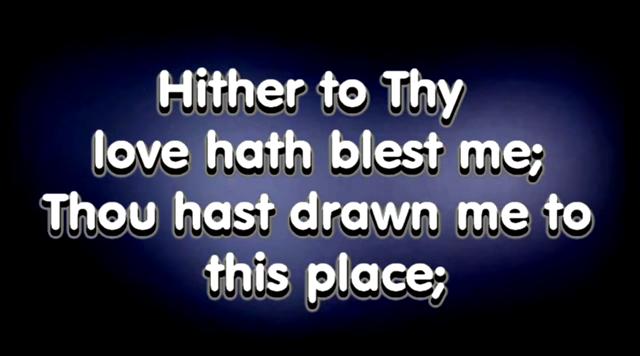 Hither to Thy
love hath blest me;
Thou hast drawn me to
this place;